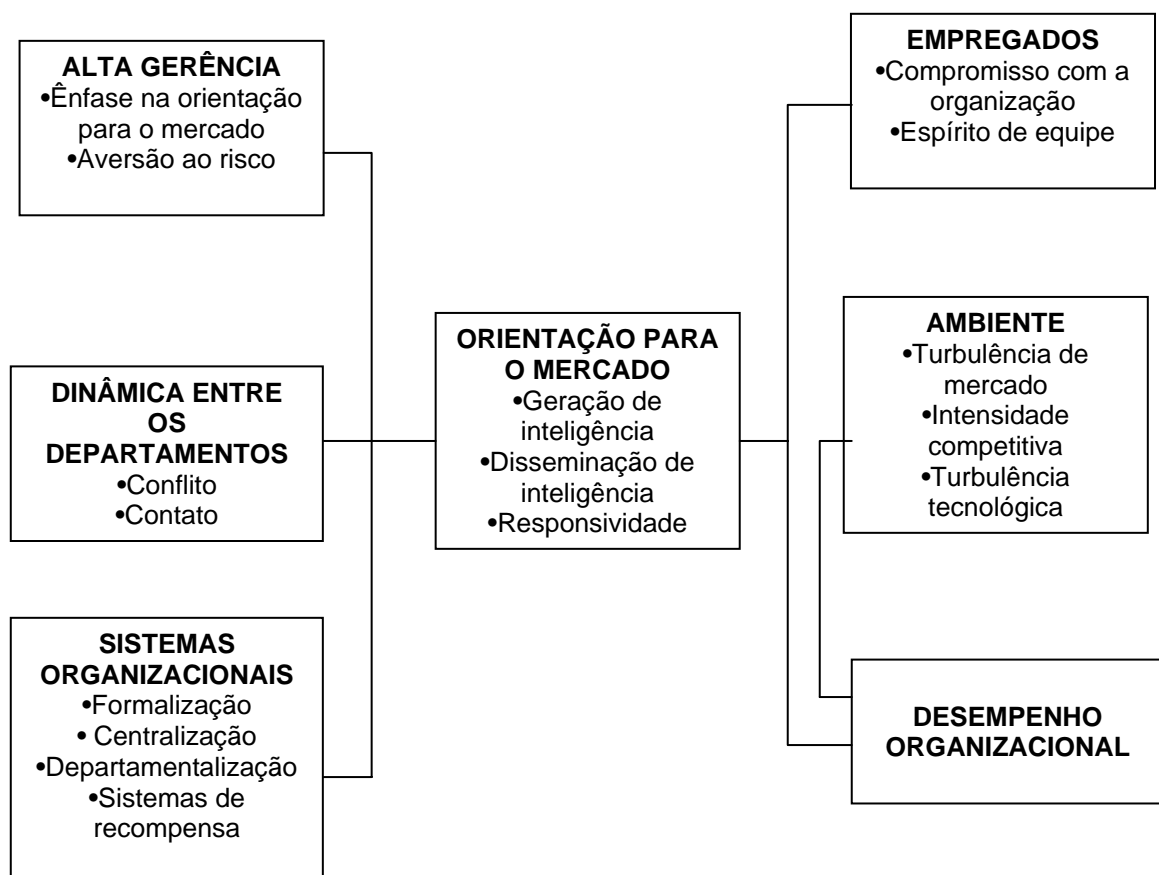 ALTA GERÊNCIA
•Ênfase na orientação
para o mercado
•Aversão ao risco
DINÂMICA ENTRE
OS
DEPARTAMENTOS
•Conflito
•Contato
SISTEMAS
ORGANIZACIONAIS
•Formalização
• Centralização
•Departamentalização
•Sistemas de
recompensa
ORIENTAÇÃO PARA
O MERCADO
•Geração de
inteligência
•Disseminação de
inteligência
•Responsividade
EMPREGADOS
•Compromisso com a
organização
•Espírito de equipe
AMBIENTE
•Turbulência de
mercado
•Intensidade
competitiva
•Turbulência
tecnológica
DESEMPENHO
ORGANIZACIONAL